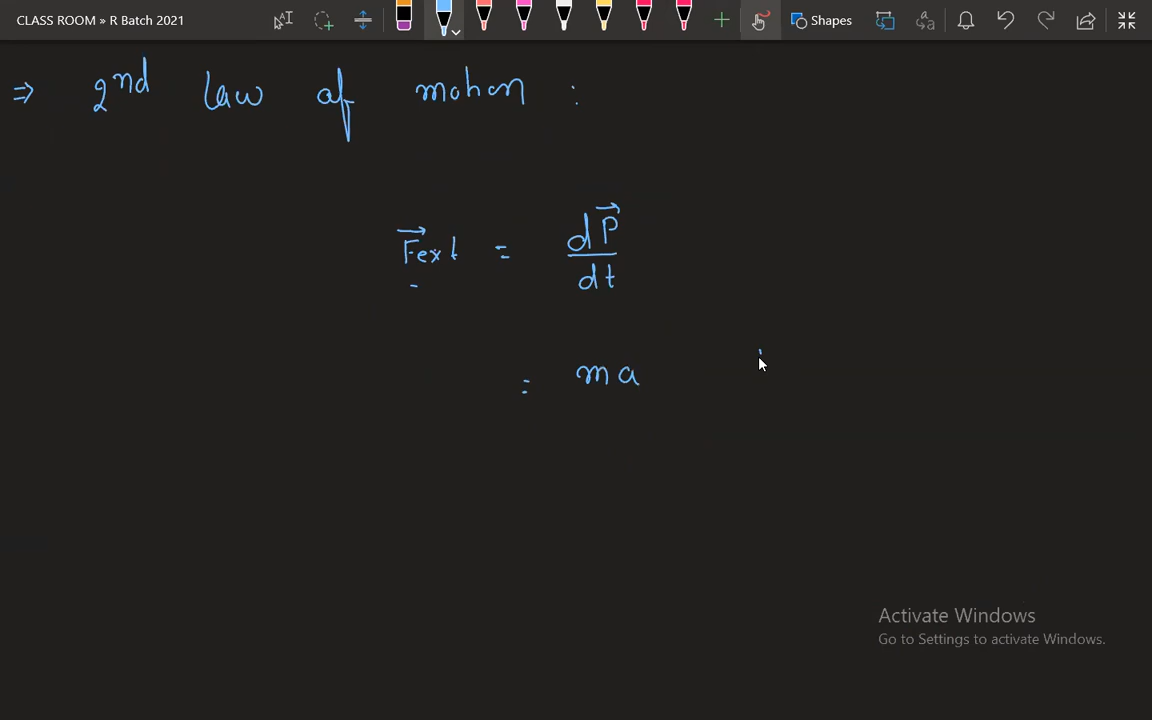 CLASS ROOM » R Batch 2021
Shapes
⇒ 2nd law of motion :
F⃗ext = dP⃗/dt
= ma
Activate Windows
Go to Settings to activate Windows.